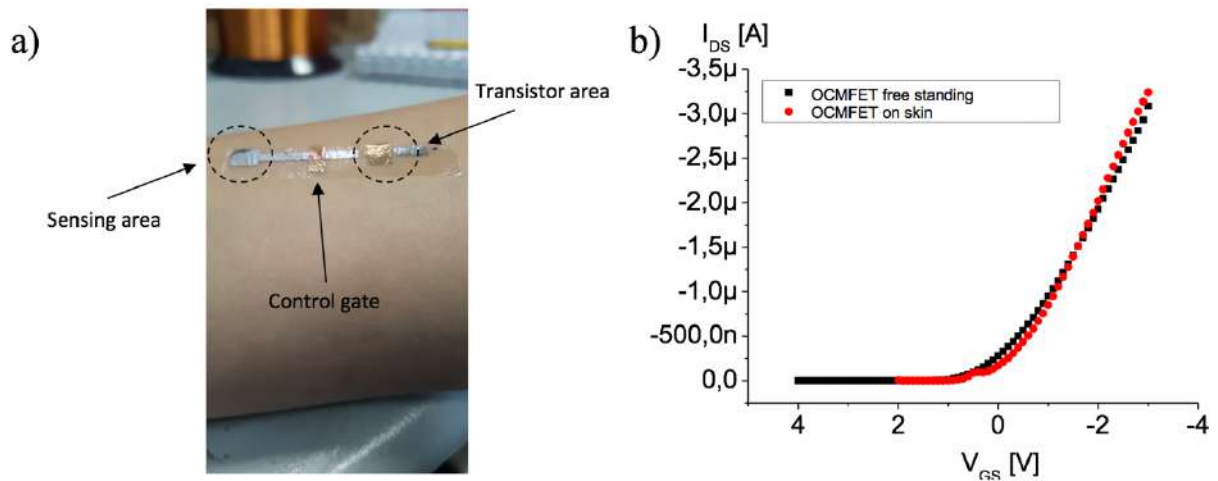 a)
Transistor area
Sensing area
Control gate
b)
I_DS [A]
-3,5µ
-3,0µ
-2,5µ
-2,0µ
-1,5µ
-1,0µ
-500,0n
0,0
OCMFET free standing
OCMFET on skin
4 2 0 -2 -4
V_GS [V]